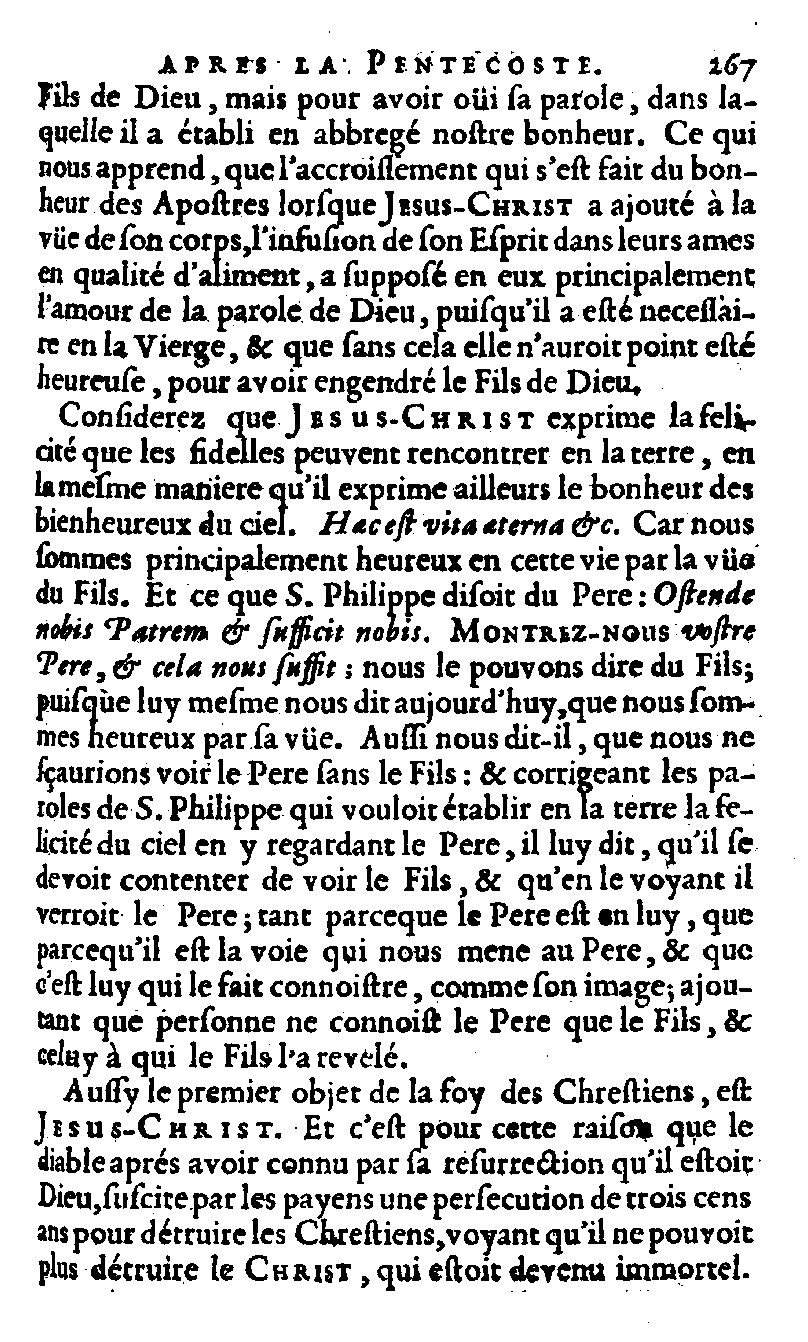 APRES LA PENTECOSTE. 267
Fils de Dieu, mais pour avoir oüi ſa parole, dans la-
quelle il a établi en abbregé noſtre bonheur. Ce qui
nous apprend, que l'accroiſſement qui s'eſt fait du bon-
heur des Apoſtres lorſque JESUS-CHRIST a ajouté à la
vüe de ſon corps, l'infuſion de ſon Eſprit dans leurs ames
en qualité d'aliment, a ſuppoſé en eux principalement
l'amour de la parole de Dieu, puiſqu'il a eſté neceſſai-
re en la Vierge, & que ſans cela elle n'auroit point eſté
heureuſe, pour avoir engendré le Fils de Dieu.
Conſiderez que JESUS-CHRIST exprime la feli-
cité que les fidelles peuvent rencontrer en la terre, en
la meſme maniere qu'il exprime ailleurs le bonheur des
bienheureux du ciel. Hac eſt vita aterna &c. Car nous
ſommes principalement heureux en cette vie par la vüe
du Fils. Et ce que S. Philippe diſoit du Pere: Oſtende
nobis Patrem & ſufficit nobis. MONTREZ-NOUS voſtre
Pere, & cela nous ſuffit; nous le pouvons dire du Fils;
puiſque luy meſme nous dit aujourd'huy, que nous ſom-
mes heureux par ſa vüe. Auſſi nous dit-il, que nous ne
ſçaurions voir le Pere ſans le Fils: & corrigeant les pa-
roles de S. Philippe qui vouloit établir en la terre la fe-
licité du ciel en y regardant le Pere, il luy dit, qu'il ſe
devoit contenter de voir le Fils, & qu'en le voyant il
verroit le Pere; tant parceque le Pere eſt en luy, que
parcequ'il eſt la voie qui nous mene au Pere, & que
c'eſt luy qui le fait connoiſtre, comme ſon image; ajou-
tant que perſonne ne connoiſt le Pere que le Fils, &
celuy à qui le Fils l'a revelé.
Auſſy le premier objet de la foy des Chreſtiens, eſt
JESUS-CHRIST. Et c'eſt pour cette raiſon que le
diable aprés avoir connu par ſa reſurrection qu'il eſtoit
Dieu, ſuſcite par les payens une perſecution de trois cens
ans pour détruire les Chreſtiens, voyant qu'il ne pouvoit
plus détruire le CHRIST, qui eſtoit devenu immortel.